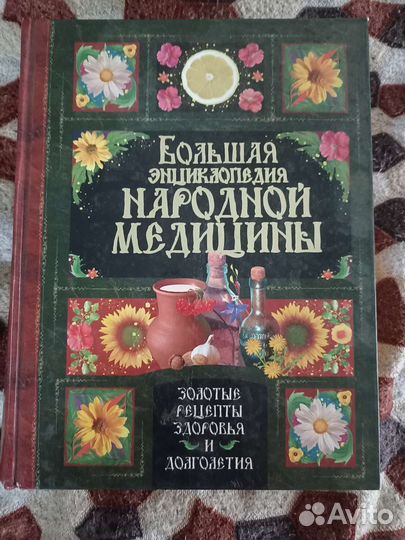 Большая
энциклопедия
народной
медицины
золотые
рецепты
здоровья
и
долголетия
Avito